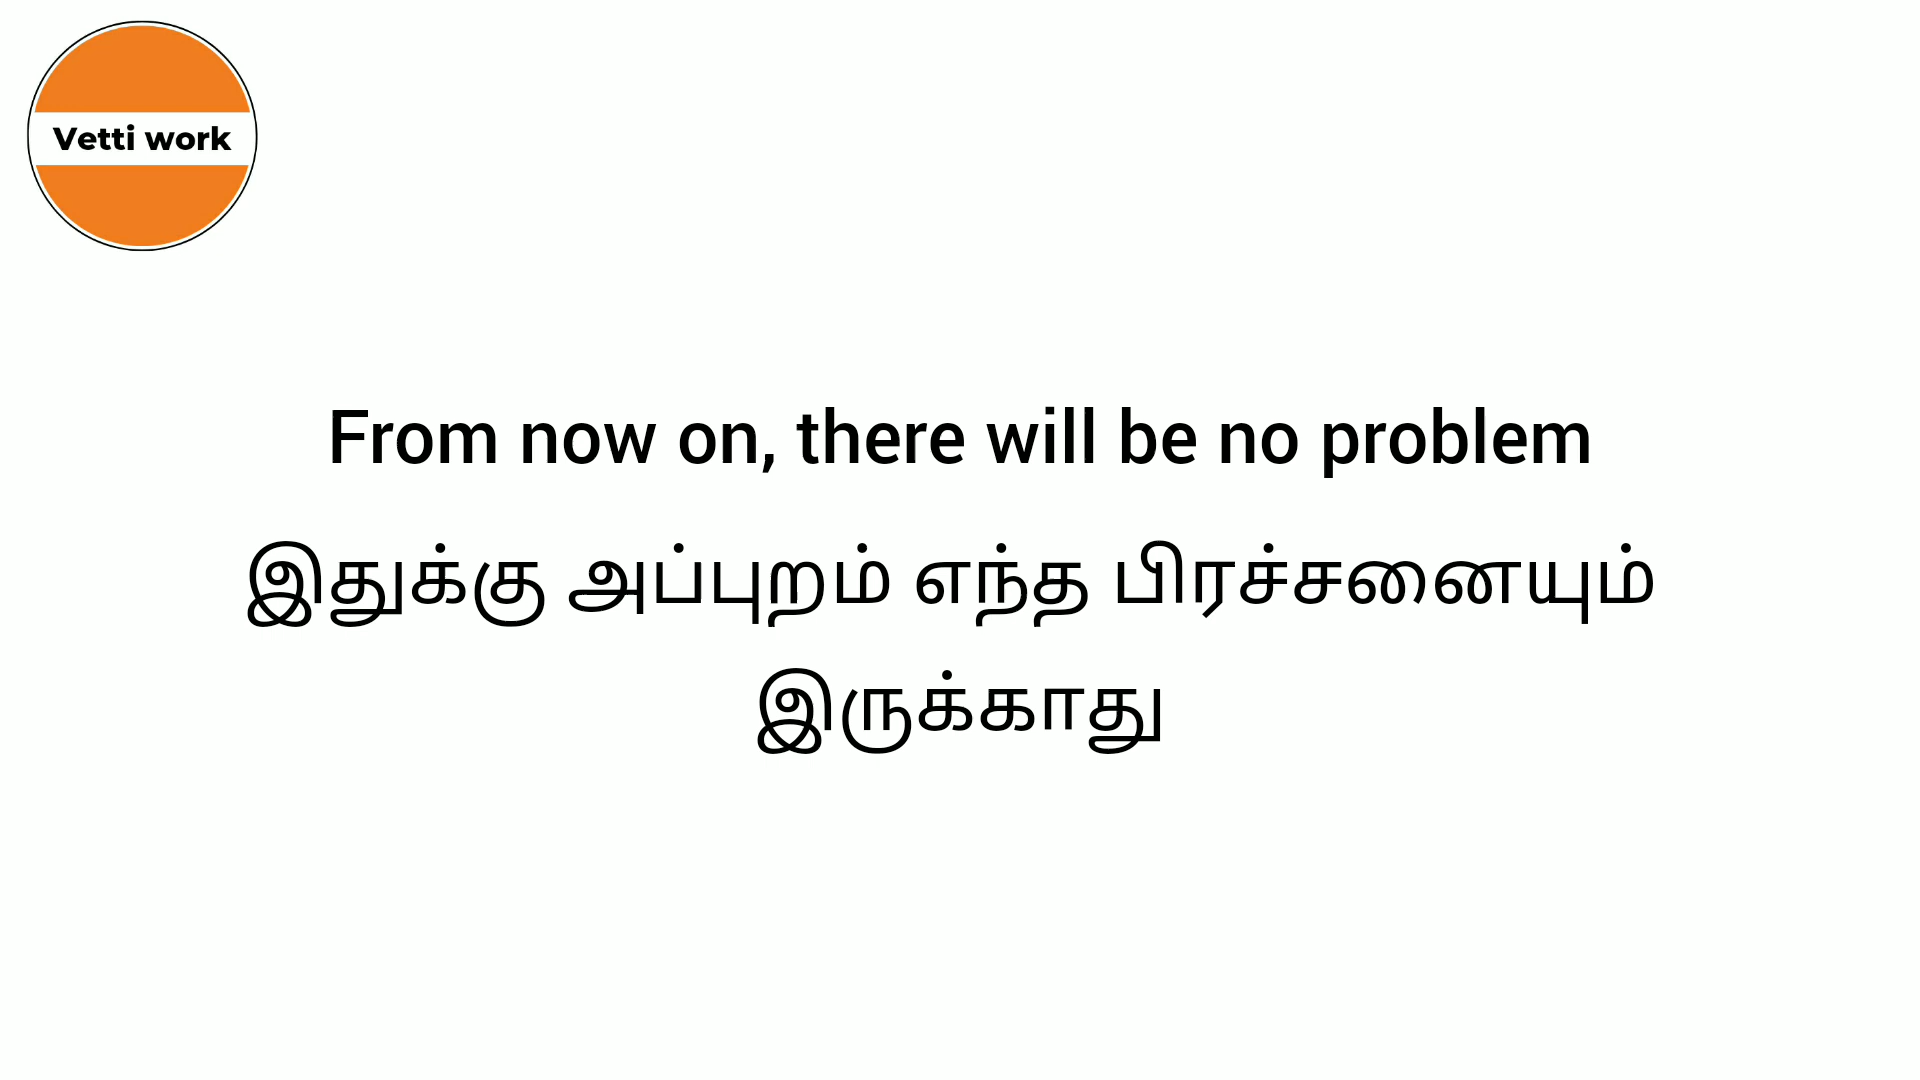 Vetti work
From now on, there will be no problem
இதுக்கு அப்புறம் எந்த பிரச்சனையும்
இருக்காது